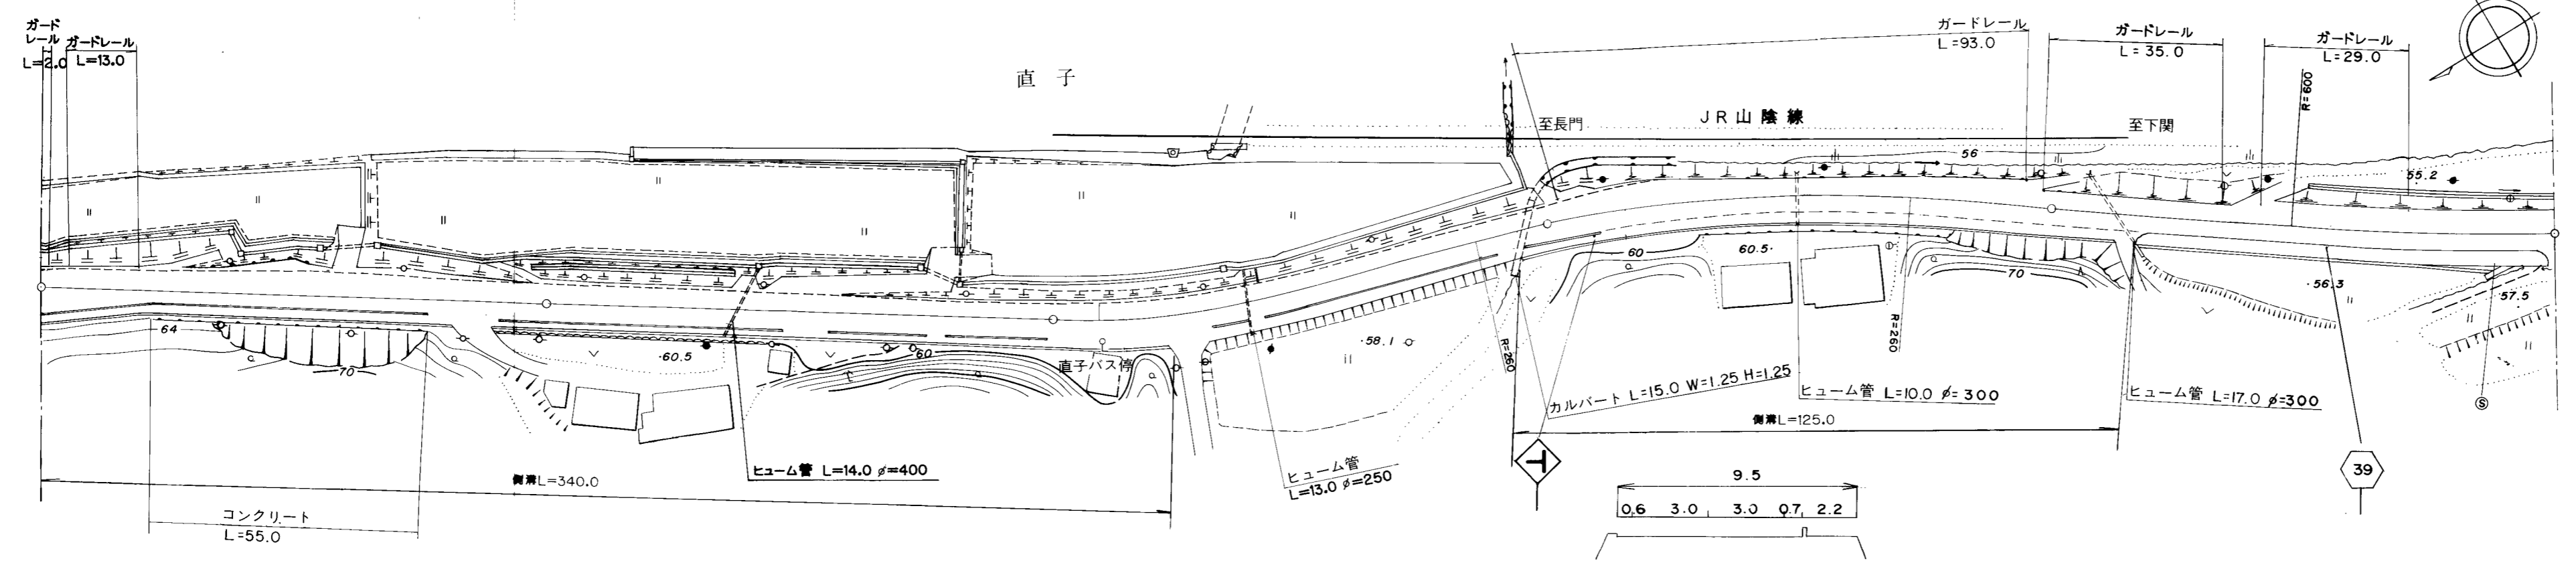 ガード
レール
L=2.0
ガードレール
L=13.0
直子
ガードレール
L=93.0
ガードレール
L=35.0
ガードレール
L=29.0
R=600
至長門
JR山陰線
至下関
56
55.2
60
60.5
70
56.3
57.5
64
70
60.5
60
直子バス停
58.1
R=260
R=260
カルバート L=15.0 W=1.25 H=1.25
ヒューム管 L=10.0 φ=300
ヒューム管 L=17.0 φ=300
側溝L=125.0
S
39
ヒューム管 L=14.0 φ=400
ヒューム管
L=13.0 φ=250
側溝L=340.0
コンクリート
L=55.0
9.5
0.6 3.0 3.0 0.7 2.2